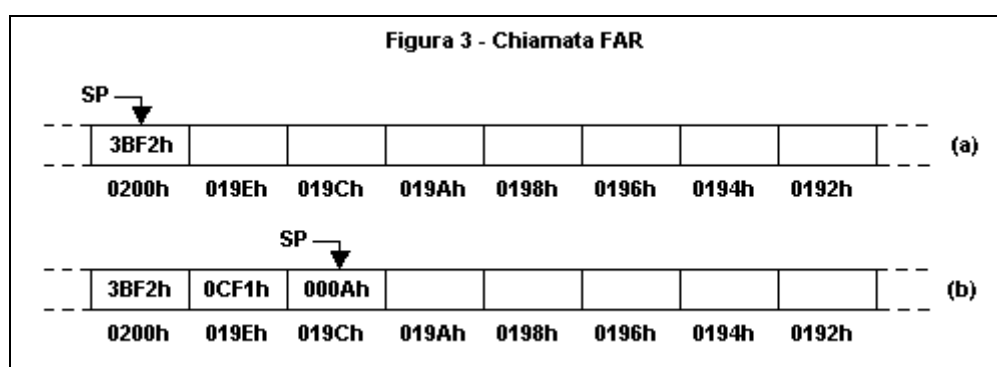 Figura 3 - Chiamata FAR
SP
3BF2h (a)
0200h 019Eh 019Ch 019Ah 0198h 0196h 0194h 0192h
SP
3BF2h 0CF1h 000Ah (b)
0200h 019Eh 019Ch 019Ah 0198h 0196h 0194h 0192h